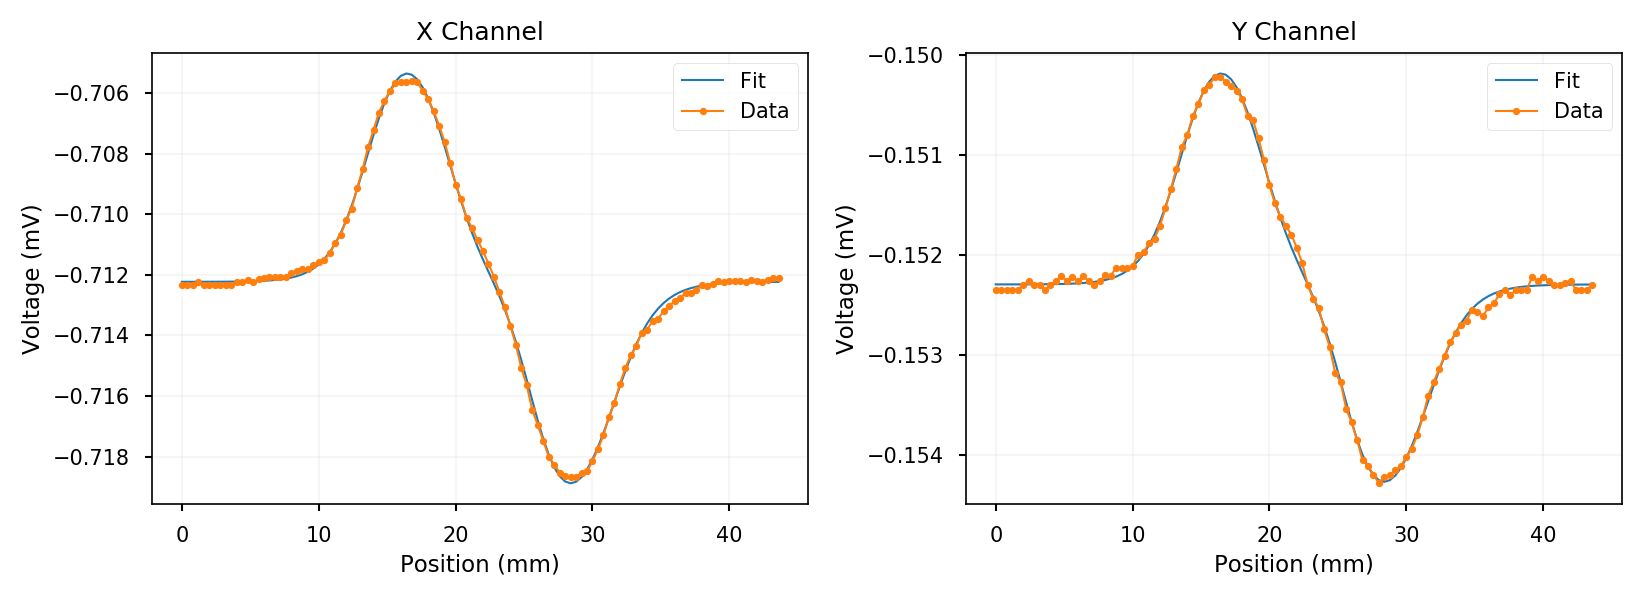 X Channel
−0.706
−0.708
−0.710
−0.712
−0.714
−0.716
−0.718
Voltage (mV)
0 10 20 30 40
Position (mm)
Fit
Data
Y Channel
−0.150
−0.151
−0.152
−0.153
−0.154
Voltage (mV)
0 10 20 30 40
Position (mm)
Fit
Data